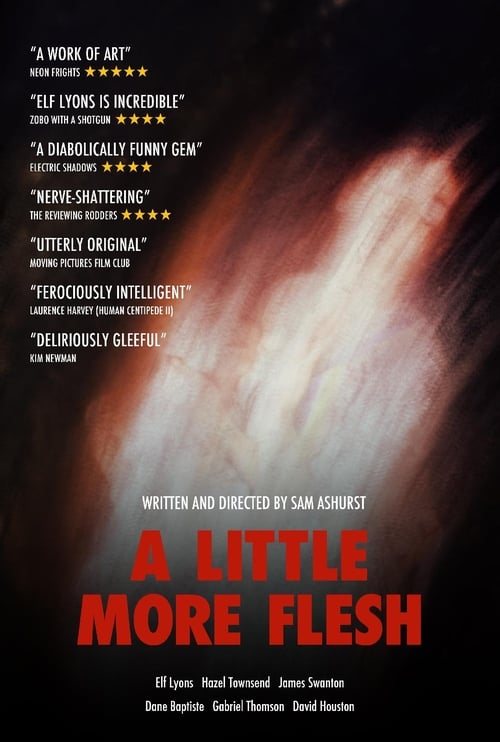 “A WORK OF ART”
NEON FRIGHTS ★★★★★
“ELF LYONS IS INCREDIBLE”
ZOBO WITH A SHOTGUN ★★★★
“A DIABOLICALLY FUNNY GEM”
ELECTRIC SHADOWS ★★★★
“NERVE-SHATTERING”
THE REVIEWING RODDERS ★★★★
“UTTERLY ORIGINAL”
MOVING PICTURES FILM CLUB
“FEROCIOUSLY INTELLIGENT”
LAURENCE HARVEY (HUMAN CENTIPEDE II)
“DELIRIOUSLY GLEEFUL”
KIM NEWMAN
WRITTEN AND DIRECTED BY SAM ASHURST
A LITTLE
MORE FLESH
Elf Lyons Hazel Townsend James Swanton
Dane Baptiste Gabriel Thomson David Houston